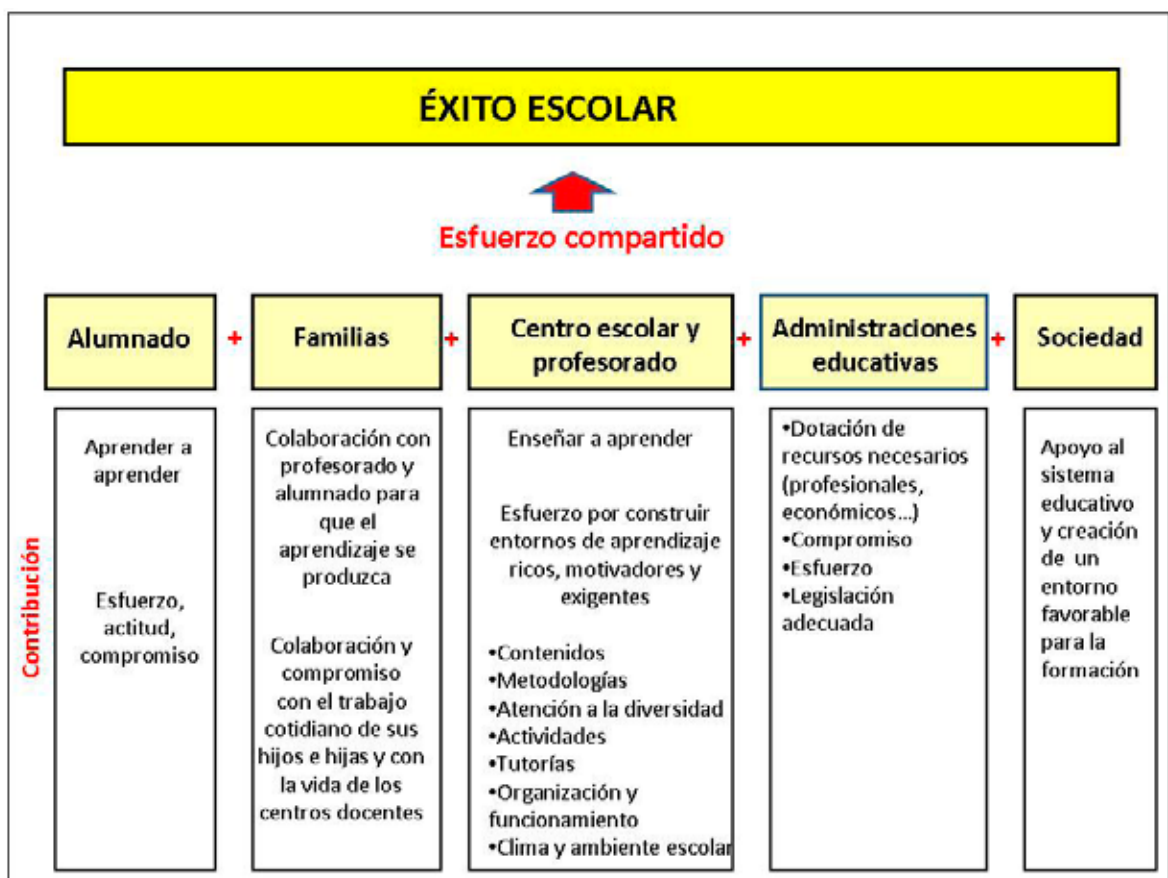 ÉXITO ESCOLAR
Esfuerzo compartido
Alumnado
+
Familias
+
Centro escolar y
profesorado
+
Administraciones
educativas
+
Sociedad
Contribución
Aprender a
aprender
Esfuerzo,
actitud,
compromiso
Colaboración con
profesorado y
alumnado para
que el
aprendizaje se
produzca
Colaboración y
compromiso
con el trabajo
cotidiano de sus
hijos e hijas y con
la vida de los
centros docentes
Enseñar a aprender
Esfuerzo por construir
entornos de aprendizaje
ricos, motivadores y
exigentes
•Contenidos
•Metodologías
•Atención a la diversidad
•Actividades
•Tutorías
•Organización y
funcionamiento
•Clima y ambiente escolar
•Dotación de
recursos necesarios
(profesionales,
económicos...)
•Compromiso
•Esfuerzo
•Legislación
adecuada
Apoyo al
sistema
educativo
y creación
de un
entorno
favorable
para la
formación